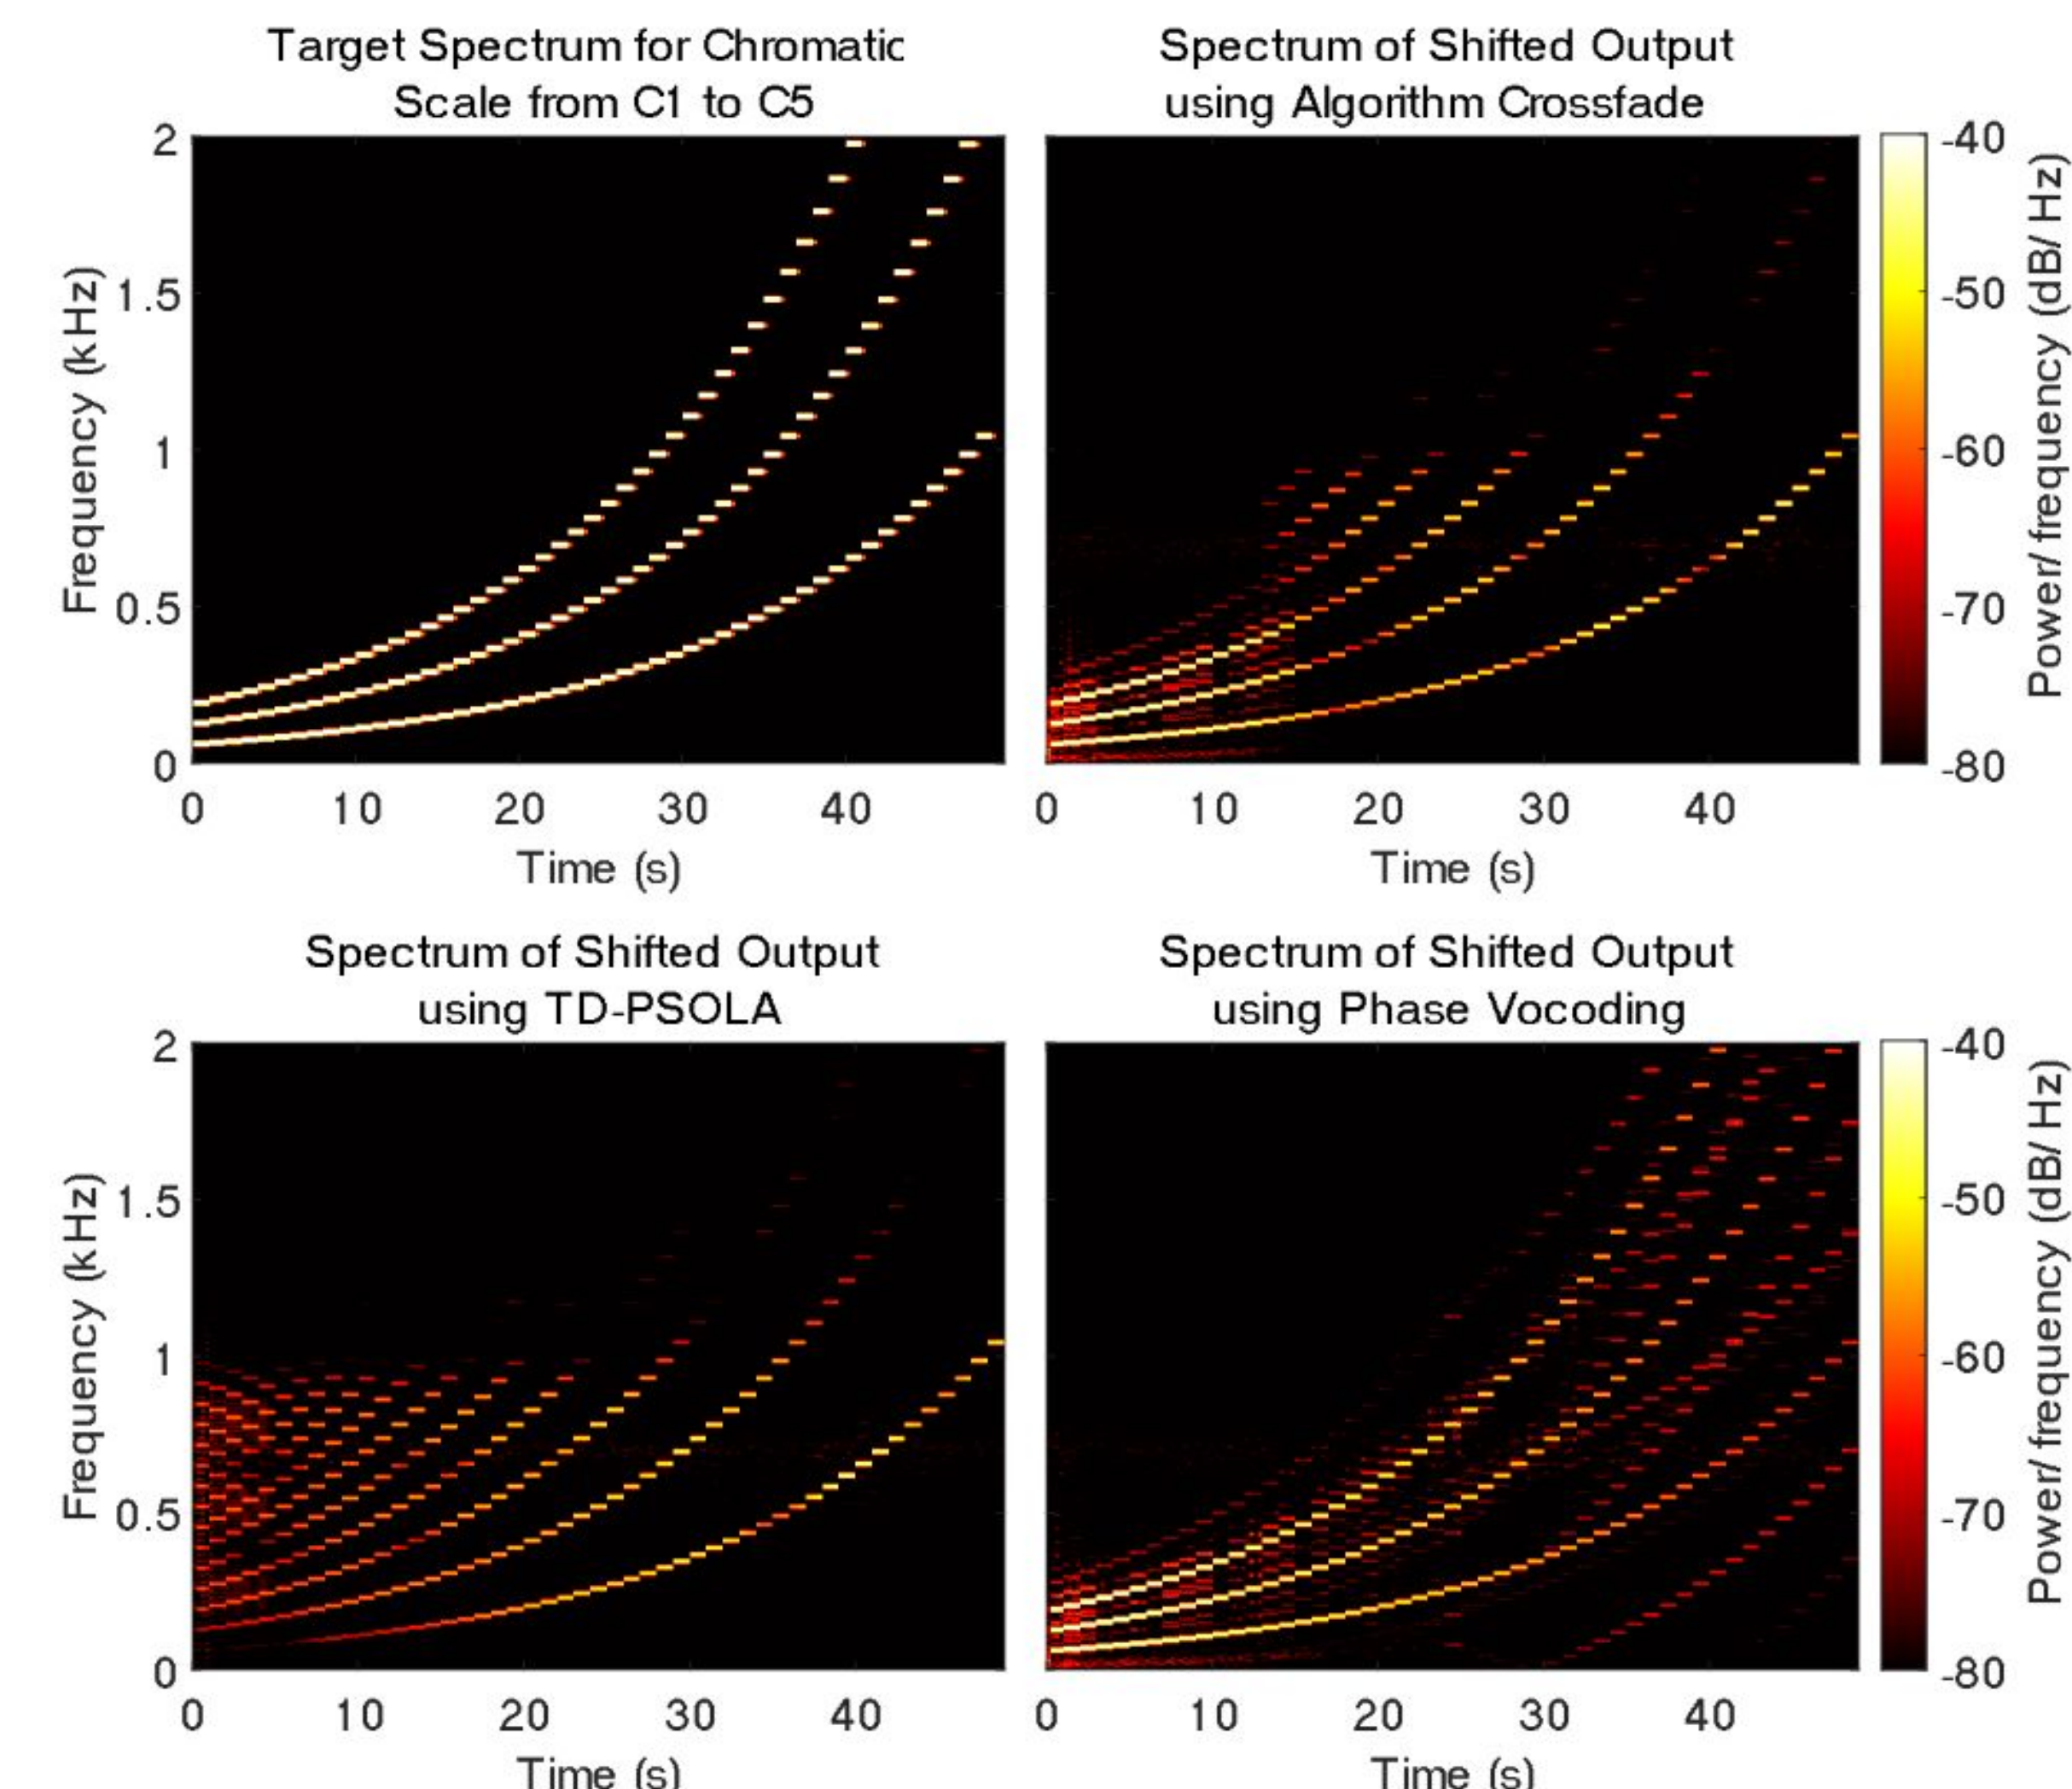 Target Spectrum for Chromatic
Scale from C1 to C5
Spectrum of Shifted Output
using Algorithm Crossfade
2
1.5
1
0.5
0
Frequency (kHz)
0 10 20 30 40
Time (s)
0 10 20 30 40
Time (s)
-40
-50
-60
-70
-80
Power/ frequency (dB/ Hz)
Spectrum of Shifted Output
using TD-PSOLA
Spectrum of Shifted Output
using Phase Vocoding
2
1.5
1
0.5
0
Frequency (kHz)
0 10 20 30 40
Time (s)
0 10 20 30 40
Time (s)
-40
-50
-60
-70
-80
Power/ frequency (dB/ Hz)